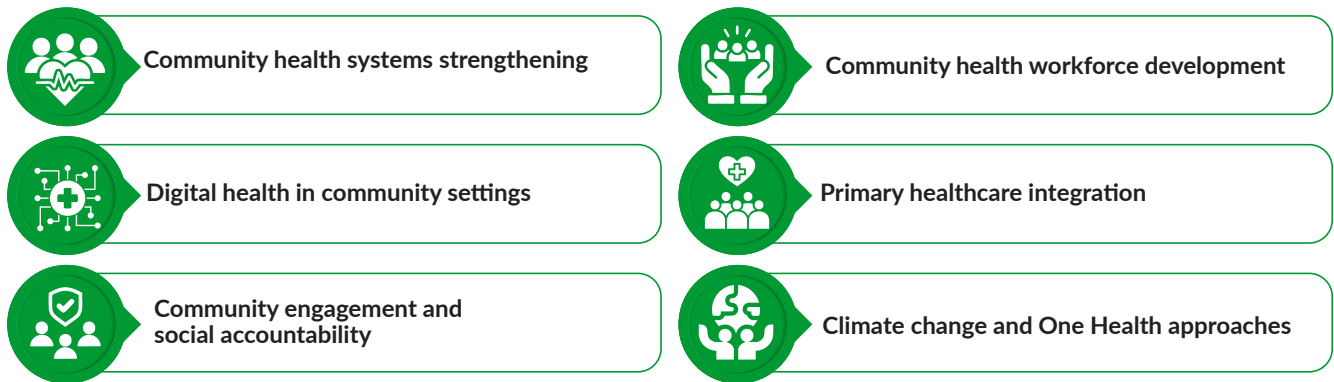 Community health systems strengthening
Community health workforce development
Digital health in community settings
Primary healthcare integration
Community engagement and
social accountability
Climate change and One Health approaches